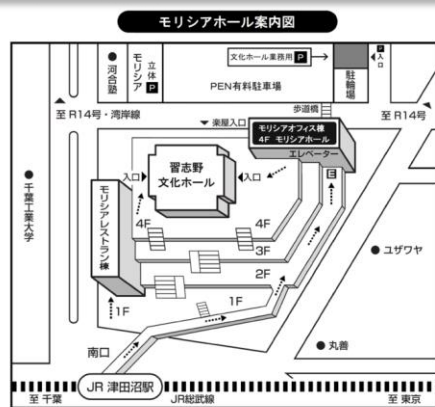 モリシアホール案内図
河合塾
モリシア
立体P
文化ホール業務用P
PEN有料駐車場
P入口
駐輪場
歩道橋
至 R14号・湾岸線
楽屋入口
至 R14号
モリシアオフィス棟
4F モリシアホール
エレベーター
E
千葉工業大学
入口
習志野
文化ホール
入口
モリシアレストラン棟
4F
4F
3F
2F
1F
1F
ユザワヤ
丸善
南口
JR 津田沼駅
至 千葉
JR総武線
至 東京